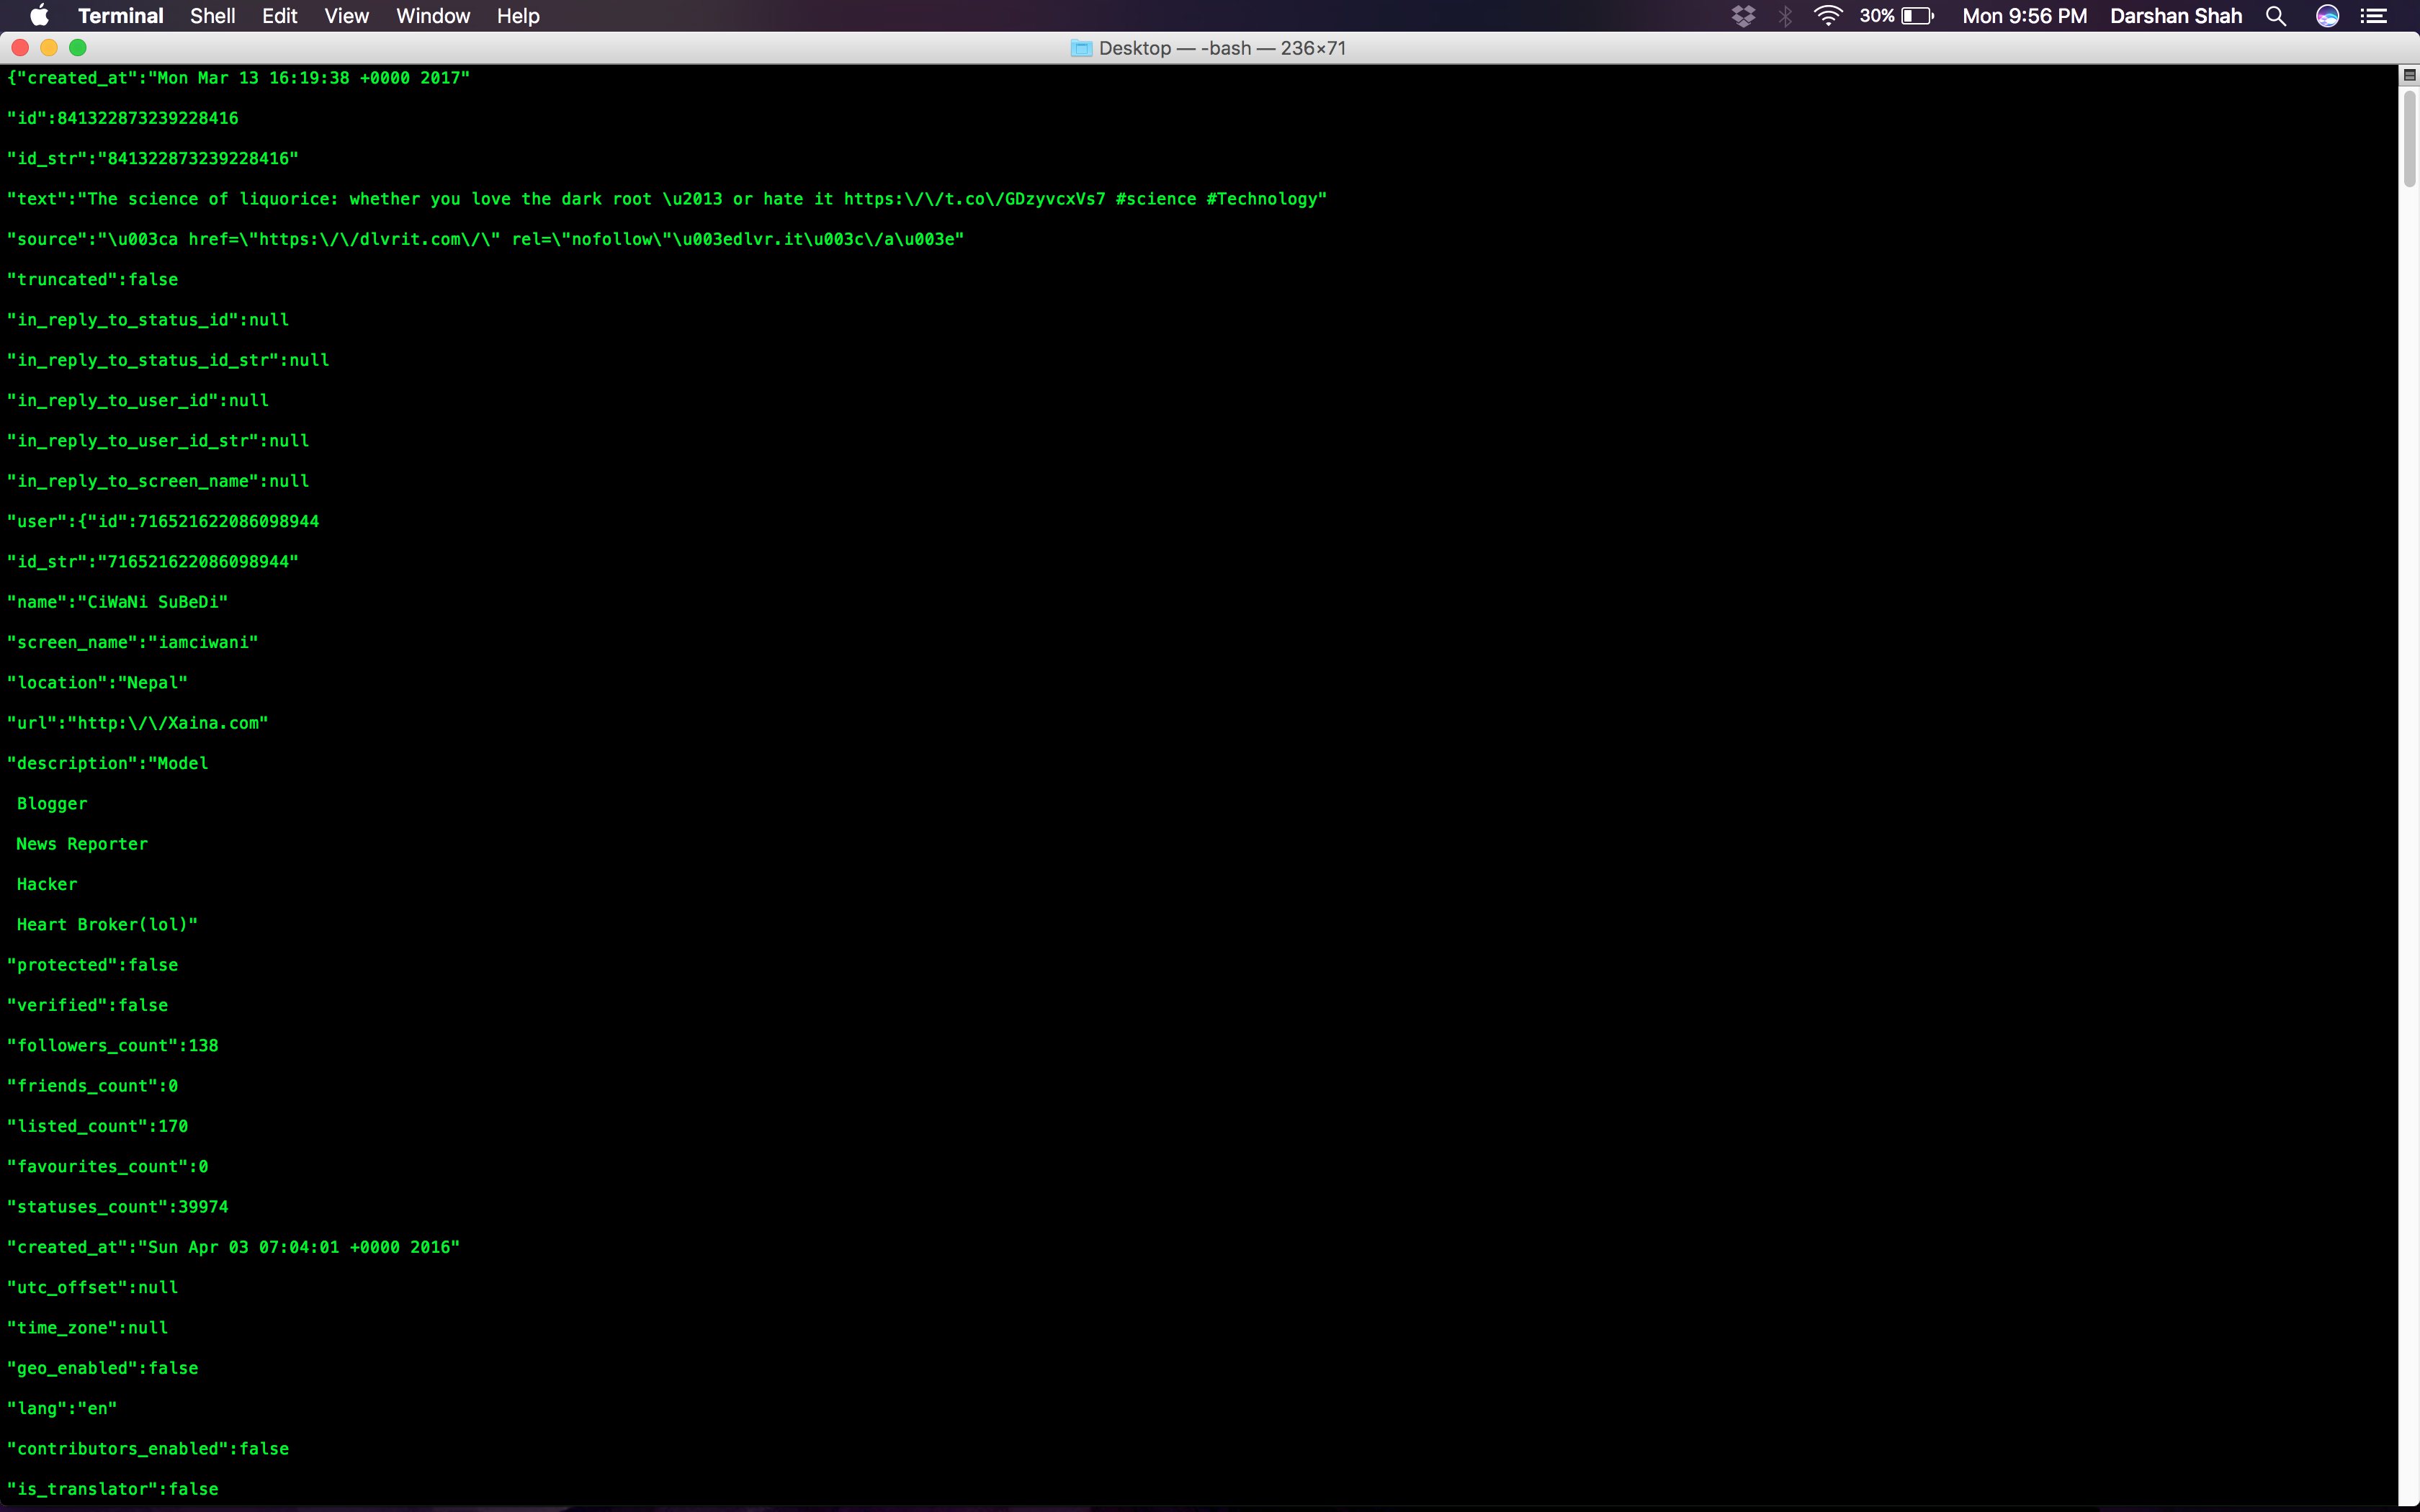 Terminal Shell Edit View Window Help 30% Mon 9:56 PM Darshan Shah
Desktop — -bash — 236×71
{"created_at":"Mon Mar 13 16:19:38 +0000 2017"
"id":841322873239228416
"id_str":"841322873239228416"
"text":"The science of liquorice: whether you love the dark root \u2013 or hate it https:\/\/t.co\/GDzyvcxVs7 #science #Technology"
"source":"\u003ca href=\"https:\/\/dlvrit.com\/\" rel=\"nofollow\"\u003edlvr.it\u003c\/a\u003e"
"truncated":false
"in_reply_to_status_id":null
"in_reply_to_status_id_str":null
"in_reply_to_user_id":null
"in_reply_to_user_id_str":null
"in_reply_to_screen_name":null
"user":{"id":716521622086098944
"id_str":"716521622086098944"
"name":"CiWaNi SuBeDi"
"screen_name":"iamciwani"
"location":"Nepal"
"url":"http:\/\/Xaina.com"
"description":"Model
Blogger
News Reporter
Hacker
Heart Broker(lol)"
"protected":false
"verified":false
"followers_count":138
"friends_count":0
"listed_count":170
"favourites_count":0
"statuses_count":39974
"created_at":"Sun Apr 03 07:04:01 +0000 2016"
"utc_offset":null
"time_zone":null
"geo_enabled":false
"lang":"en"
"contributors_enabled":false
"is_translator":false